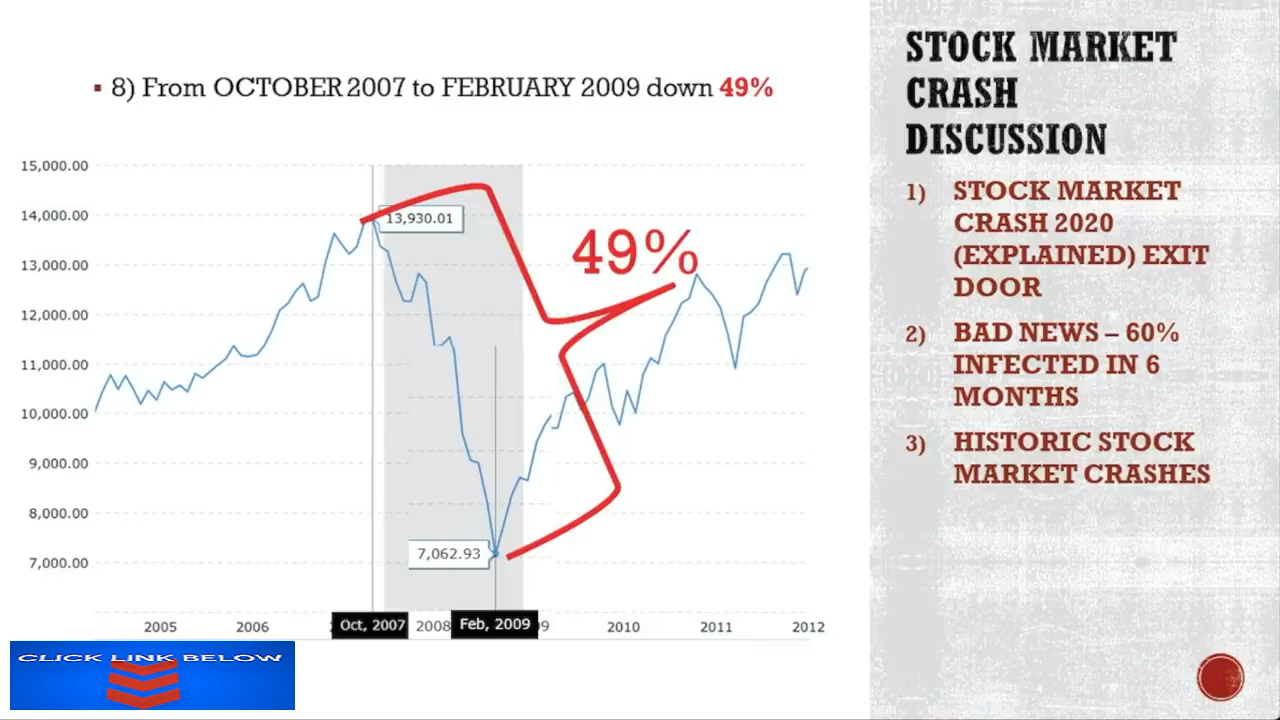 8) From OCTOBER 2007 to FEBRUARY 2009 down 49%
15,000.00
14,000.00
13,000.00
12,000.00
11,000.00
10,000.00
9,000.00
8,000.00
7,000.00
13,930.01
49%
7,062.93
2005
2006
Oct, 2007
2008
Feb, 2009
2010
2011
2012
CLICK LINK BELOW
STOCK MARKET
CRASH
DISCUSSION
1) STOCK MARKET
CRASH 2020
(EXPLAINED) EXIT
DOOR
2) BAD NEWS – 60%
INFECTED IN 6
MONTHS
3) HISTORIC STOCK
MARKET CRASHES